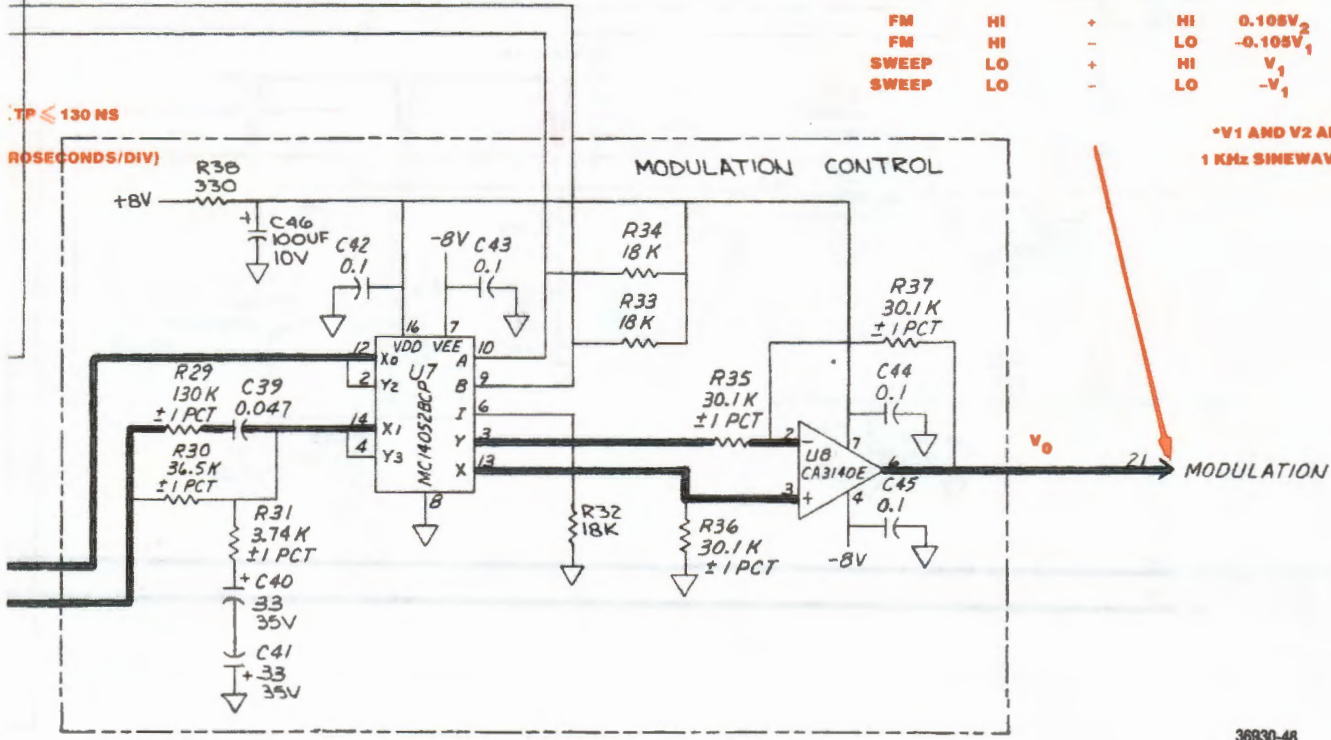 FM HI + HI 0.105V2
FM HI - LO -0.105V1
SWEEP LO + HI V1
SWEEP LO - LO -V1
TP ≤ 130 NS
*V1 AND V2
ROSECONDS/DIV)
1 KHz SINEWAV
MODULATION CONTROL
R38
330
+8V
+
C46
100UF
10V
C42
0.1
-8V
C43
0.1
R34
18 K
R33
18K
R37
30.1 K
± 1 PCT
16
7
VDD
VEE
12
X0
A
10
2
Y2
U7
B
9
MC14052BCP
I
6
14
X1
Y
3
4
Y3
X
13
8
R29
130 K
± 1 PCT
C39
0.047
R30
36.5K
± 1 PCT
R31
3.74 K
± 1 PCT
+
C40
33
35V
C41
+
33
35V
R32
18K
R35
30.1K
± 1 PCT
R36
30.1 K
± 1 PCT
C44
0.1
2
-
7
U8
CA3140E
6
3
+
4
C45
0.1
-8V
V0
21
MODULATION
36930-46